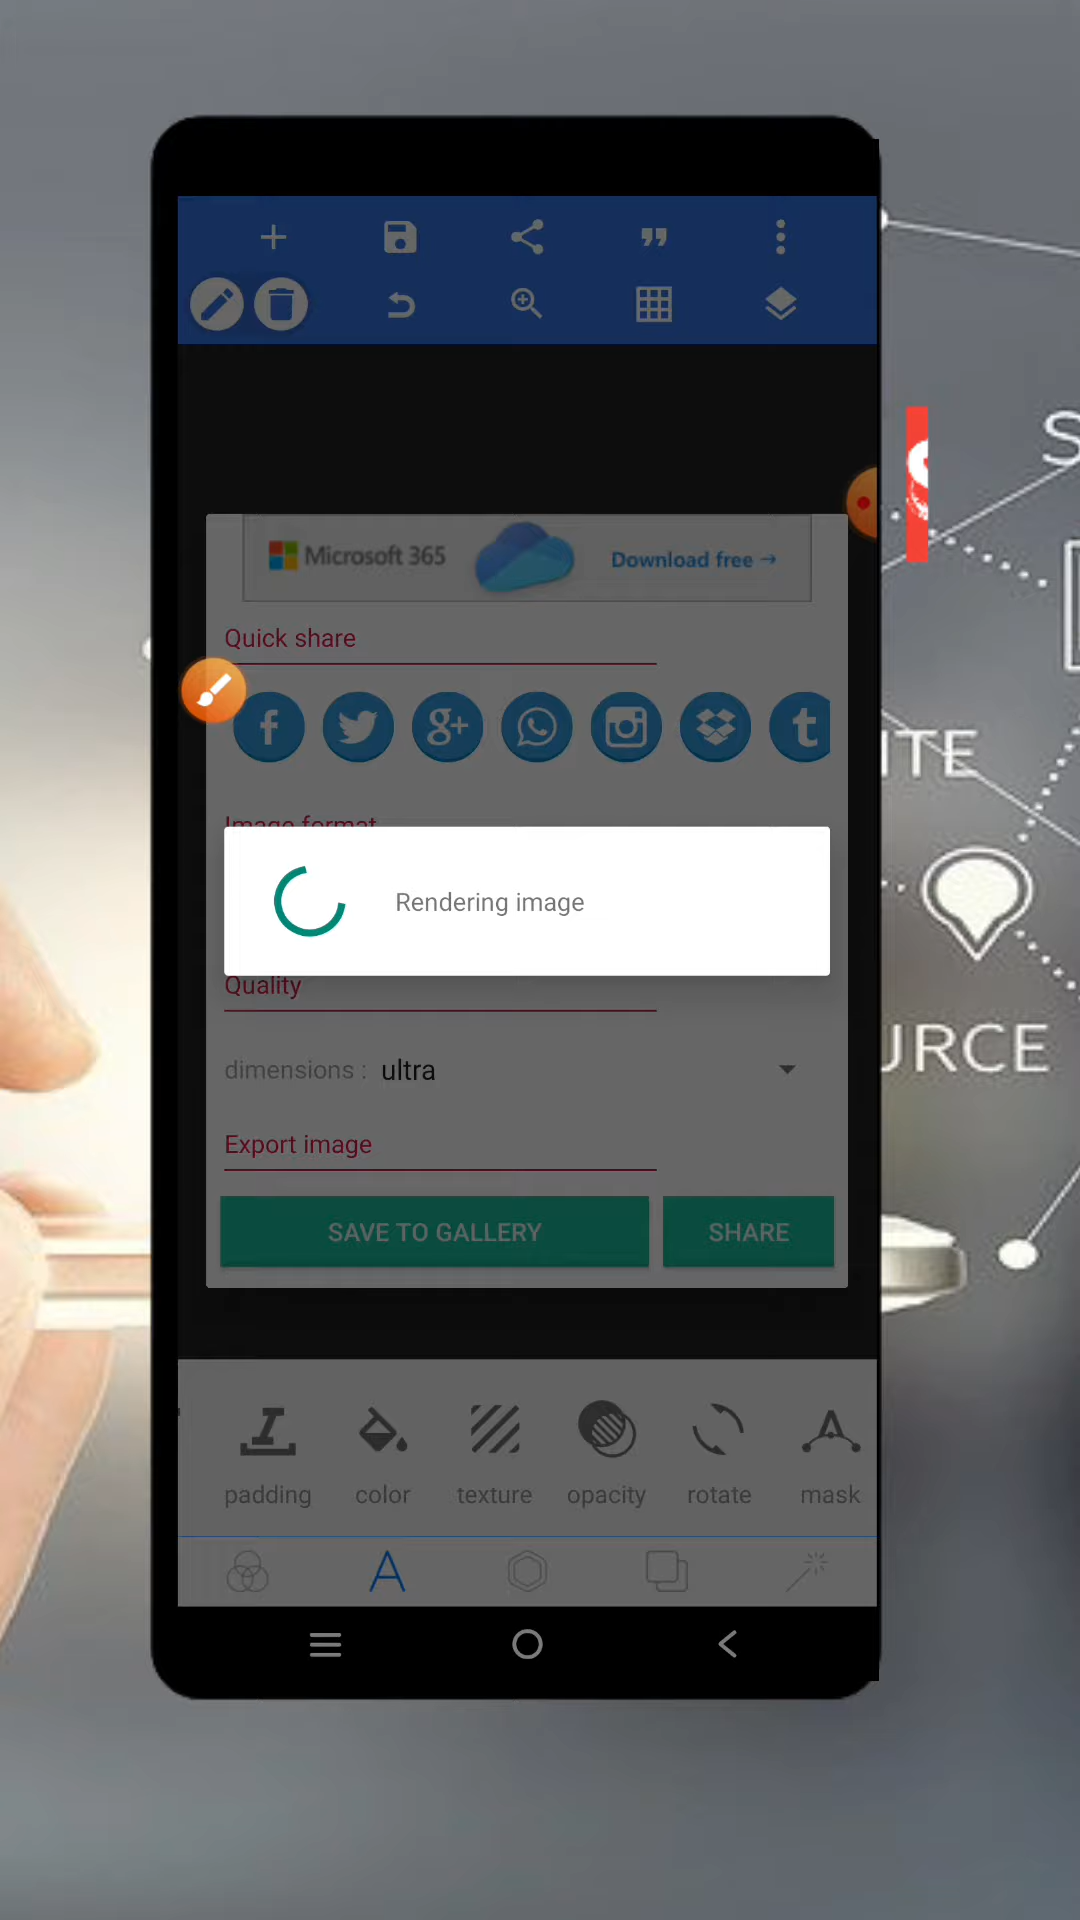 Microsoft 365
Download free →
Quick share
Image format
Rendering image
Quality
dimensions : ultra
Export image
SAVE TO GALLERY
SHARE
padding
color
texture
opacity
rotate
mask
S
ITE
URCE